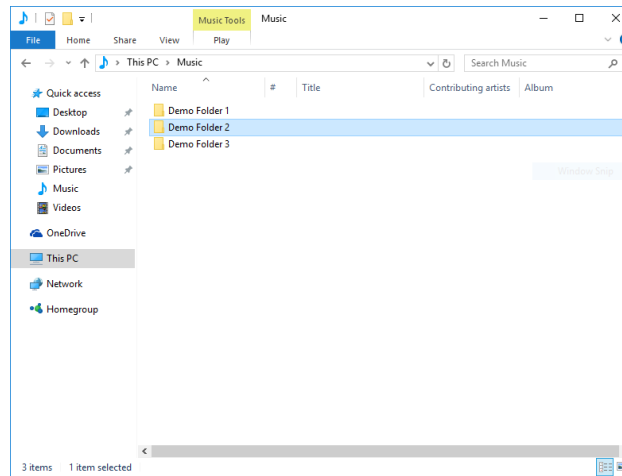 Music Tools Music
File Home Share View Play
This PC Music Search Music
Name # Title Contributing artists Album
Quick access
Desktop
Downloads
Documents
Pictures
Music
Videos
OneDrive
This PC
Network
Homegroup
Demo Folder 1
Demo Folder 2
Demo Folder 3
Window Snip
3 items 1 item selected